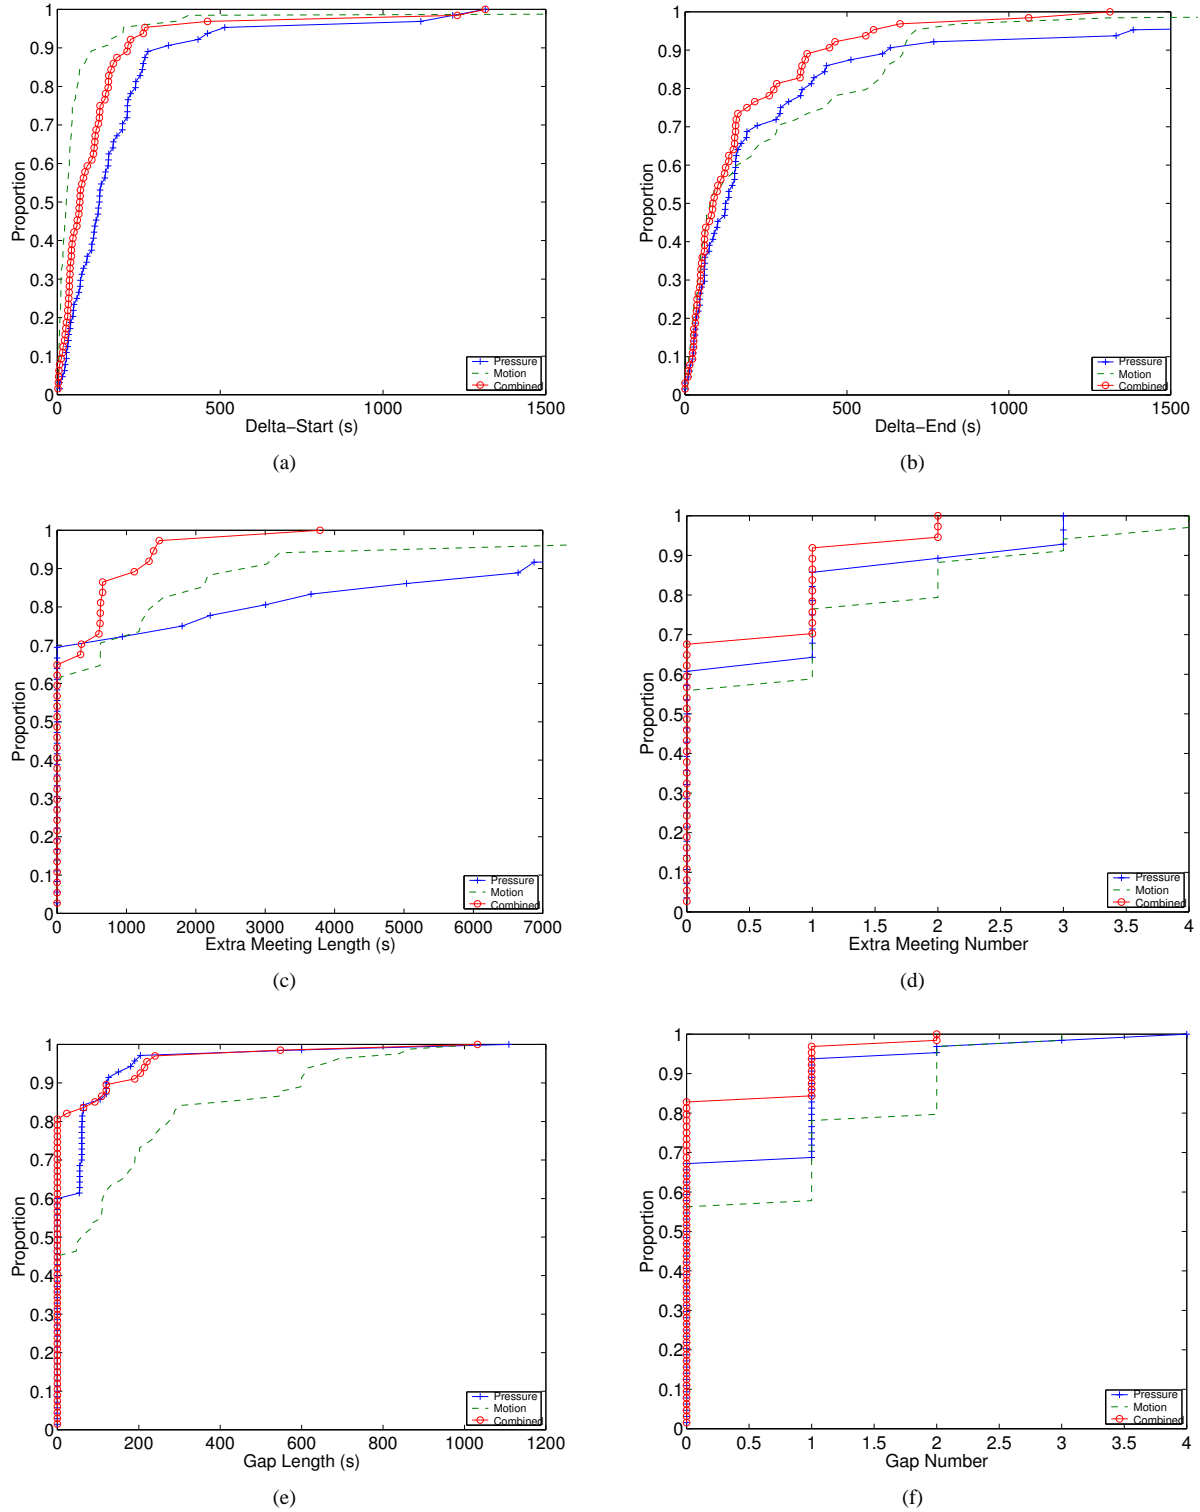 1
0.9
0.8
0.7
0.6
0.5
0.4
0.3
0.2
0.1
0
Proportion
Pressure
Motion
Combined
0 500 1000 1500
Delta−Start (s)
(a)
1
0.9
0.8
0.7
0.6
0.5
0.4
0.3
0.2
0.1
0
Proportion
Pressure
Motion
Combined
0 500 1000 1500
Delta−End (s)
(b)
1
0.9
0.8
0.7
0.6
0.5
0.4
0.3
0.2
0.1
0
Proportion
Pressure
Motion
Combined
0 1000 2000 3000 4000 5000 6000 7000
Extra Meeting Length (s)
(c)
1
0.9
0.8
0.7
0.6
0.5
0.4
0.3
0.2
0.1
0
Proportion
Pressure
Motion
Combined
0 0.5 1 1.5 2 2.5 3 3.5 4
Extra Meeting Number
(d)
1
0.9
0.8
0.7
0.6
0.5
0.4
0.3
0.2
0.1
0
Proportion
Pressure
Motion
Combined
0 200 400 600 800 1000 1200
Gap Length (s)
(e)
1
0.9
0.8
0.7
0.6
0.5
0.4
0.3
0.2
0.1
0
Proportion
Pressure
Motion
Combined
0 0.5 1 1.5 2 2.5 3 3.5 4
Gap Number
(f)